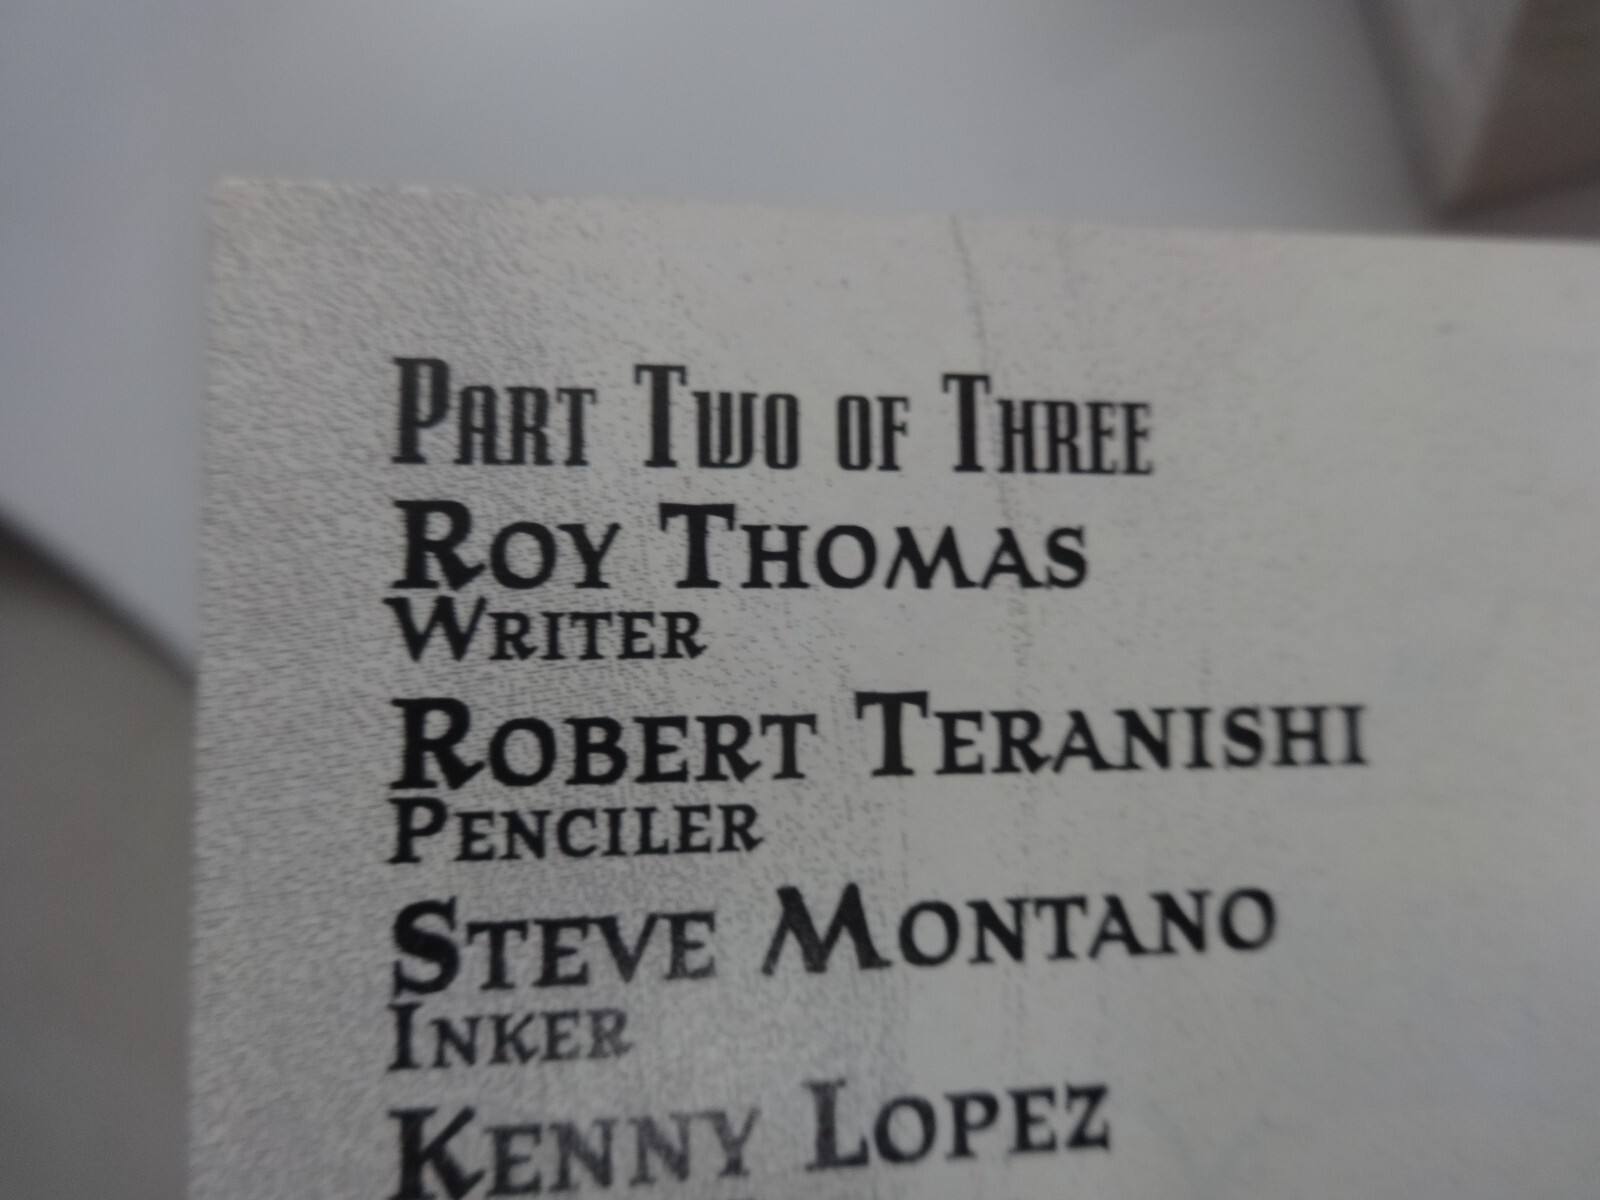 Part Two of Three
Roy Thomas
Writer
Robert Teranishi
Penciler
Steve Montano
Inker
Kenny Lopez